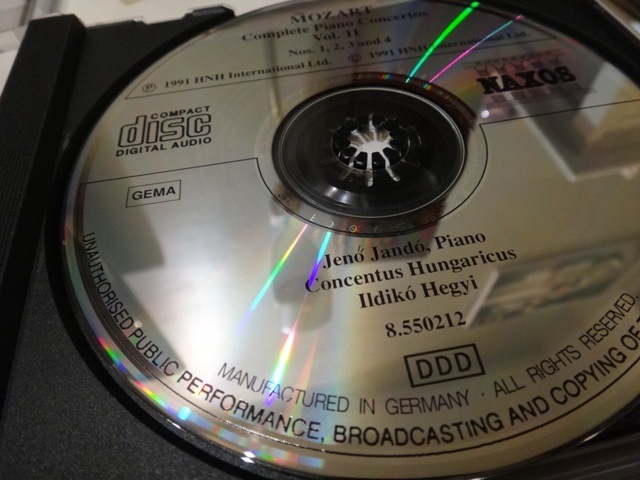 MOZART
Complete Piano Concertos
Vol. 11
Nos. 1, 2, 3 and 4
Ⓟ 1991 HNH International Ltd. © 1991 HNH International Ltd.
NAXOS
COMPACT
disc
DIGITAL AUDIO
GEMA
Jenő Jandó, Piano
Concentus Hungaricus
Ildikó Hegyi
8.550212
DDD
MANUFACTURED IN GERMANY · ALL RIGHTS RESERVED
UNAUTHORISED PUBLIC PERFORMANCE, BROADCASTING AND COPYING OF